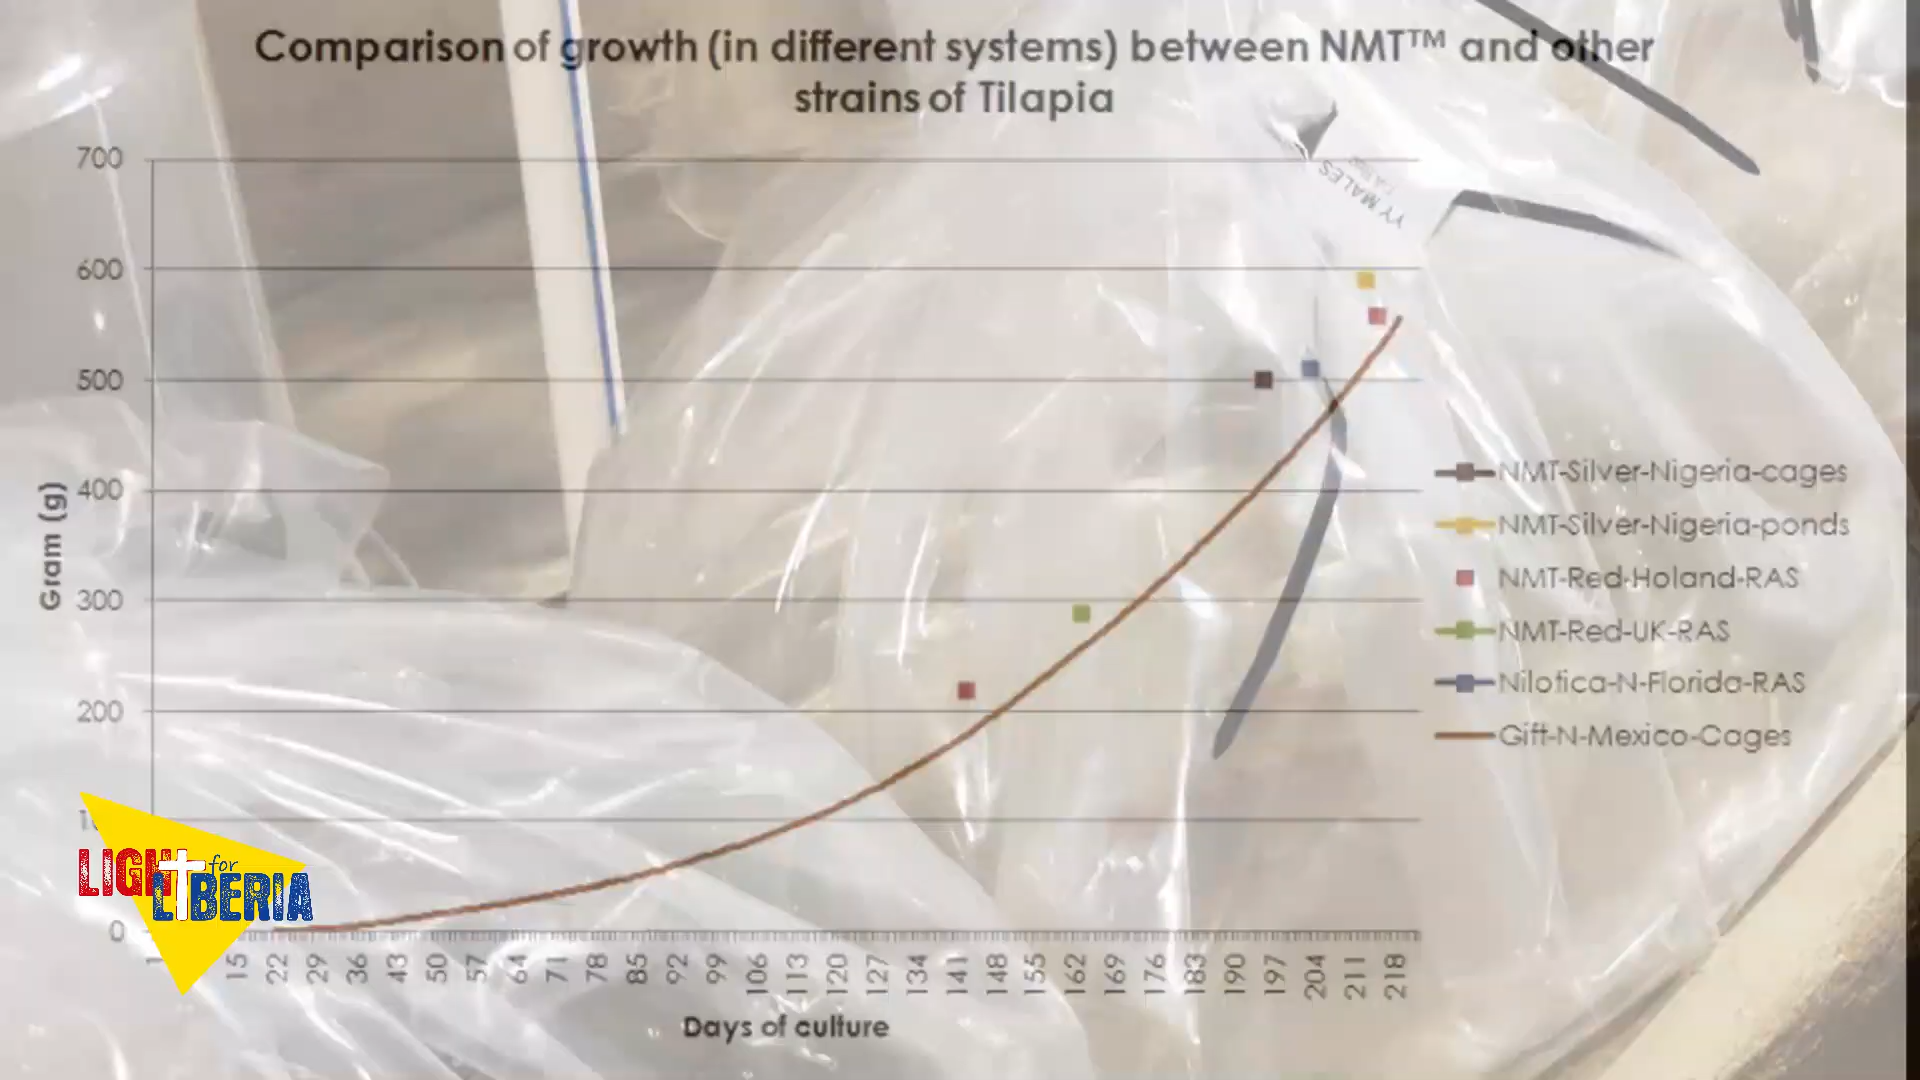 Comparison of growth (in different systems) between NMT™ and other
strains of Tilapia
700
600
500
400
300
200
0
Gram (g)
YY MALES
NMT-Silver-Nigeria-cages
NMT-Silver-Nigeria-ponds
NMT-Red-Holand-RAS
NMT-Red-UK-RAS
Nilotica-N-Florida-RAS
Gift-N-Mexico-Cages
LIGHT for
LIBERIA
1 15 22 29 36 43 50 57 64 71 78 85 92 99 106 113 120 127 134 141 148 155 162 169 176 183 190 197 204 211 218
Days of culture